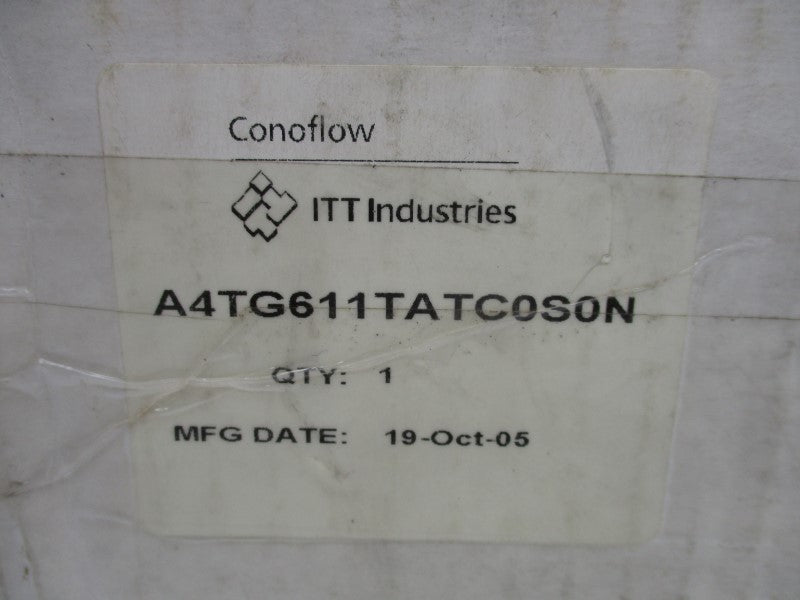 Conoflow
ITT Industries
A4TG611TATC0S0N
QTY: 1
MFG DATE: 19-Oct-05